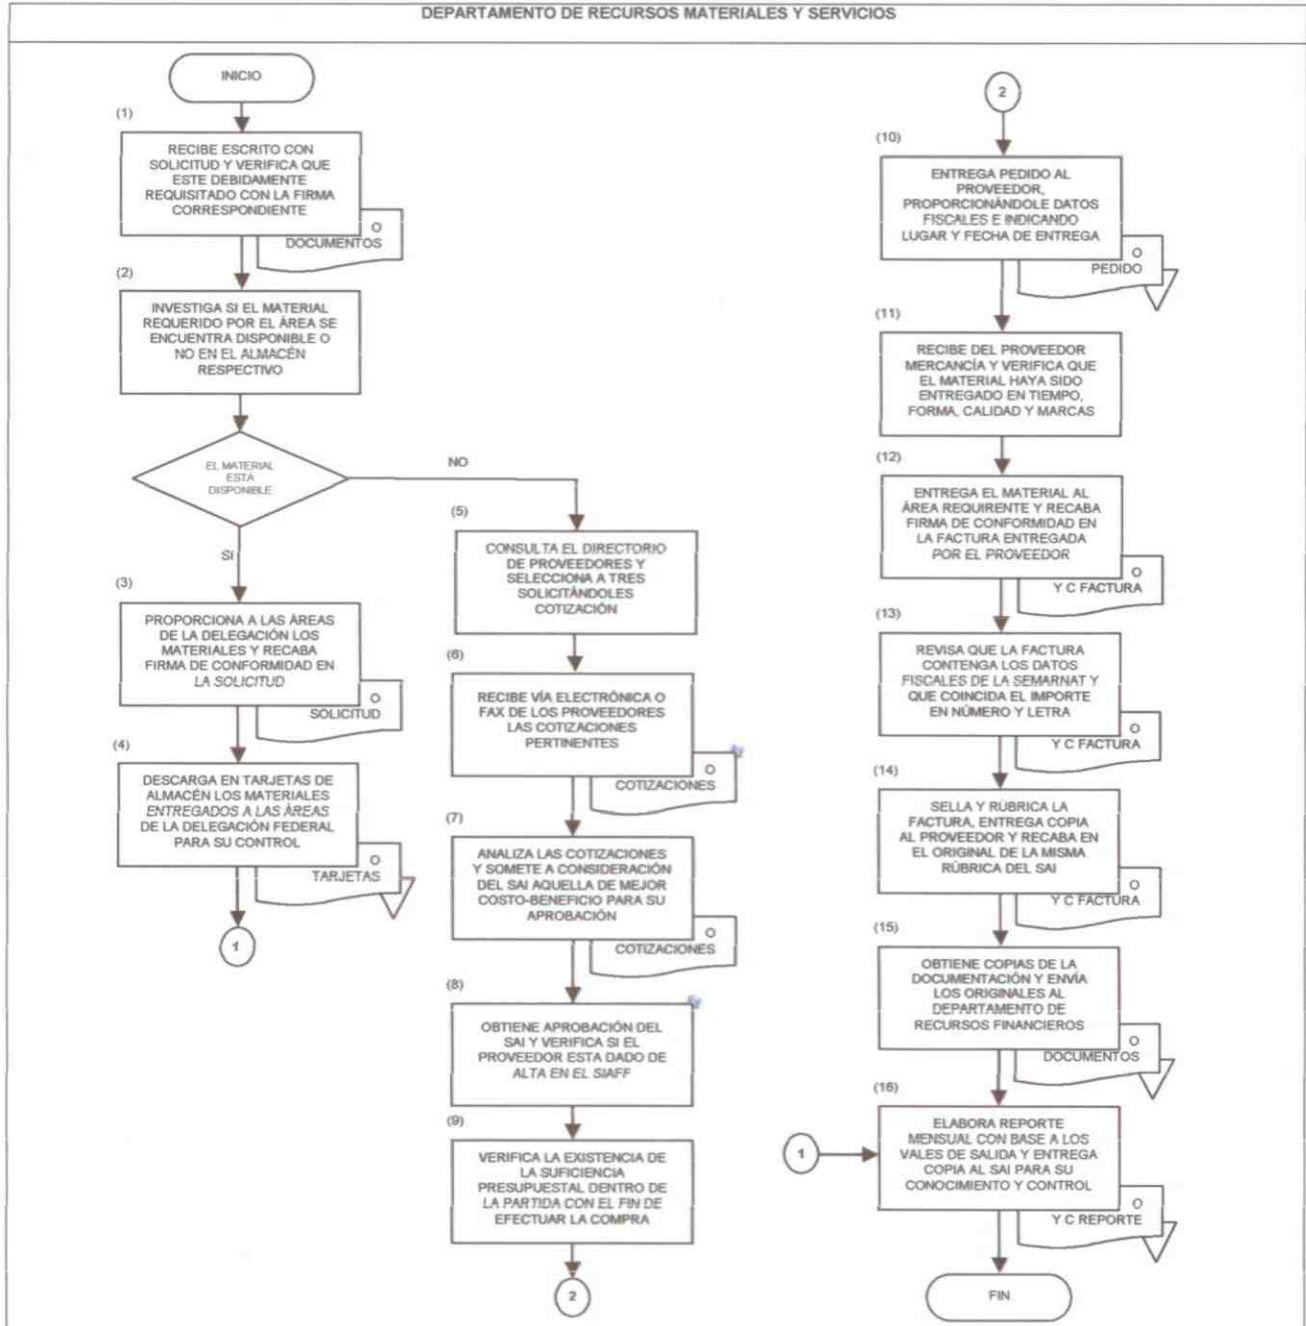 DEPARTAMENTO DE RECURSOS MATERIALES Y SERVICIOS
INICIO
(1)
RECIBE ESCRITO CON
SOLICITUD Y VERIFICA QUE
ESTE DEBIDAMENTE
REQUISITADO CON LA FIRMA
CORRESPONDIENTE
O
DOCUMENTOS
(2)
INVESTIGA SI EL MATERIAL
REQUERIDO POR EL ÁREA SE
ENCUENTRA DISPONIBLE O
NO EN EL ALMACÉN
RESPECTIVO
EL MATERIAL
ESTÁ
DISPONIBLE
NO
SÍ
(3)
PROPORCIONA A LAS ÁREAS
DE LA DELEGACIÓN LOS
MATERIALES Y RECABA
FIRMA DE CONFORMIDAD EN
LA SOLICITUD
O
SOLICITUD
(4)
DESCARGA EN TARJETAS DE
ALMACÉN LOS MATERIALES
ENTREGADOS A LAS ÁREAS
DE LA DELEGACIÓN FEDERAL
PARA SU CONTROL
O
TARJETAS
1
(5)
CONSULTA EL DIRECTORIO
DE PROVEEDORES Y
SELECCIONA A TRES
SOLICITÁNDOLES
COTIZACIÓN
(6)
RECIBE VÍA ELECTRÓNICA O
FAX DE LOS PROVEEDORES
LAS COTIZACIONES
PERTINENTES
O
COTIZACIONES
(7)
ANALIZA LAS COTIZACIONES
Y SOMETE A CONSIDERACIÓN
DEL SAI AQUELLA DE MEJOR
COSTO-BENEFICIO PARA SU
APROBACIÓN
O
COTIZACIONES
(8)
OBTIENE APROBACIÓN DEL
SAI Y VERIFICA SI EL
PROVEEDOR ESTA DADO DE
ALTA EN EL SIAFF
(9)
VERIFICA LA EXISTENCIA DE
LA SUFICIENCIA
PRESUPUESTAL DENTRO DE
LA PARTIDA CON EL FIN DE
EFECTUAR LA COMPRA
2
2
(10)
ENTREGA PEDIDO AL
PROVEEDOR,
PROPORCIONÁNDOLE DATOS
FISCALES E INDICANDO
LUGAR Y FECHA DE ENTREGA
O
PEDIDO
(11)
RECIBE DEL PROVEEDOR
MERCANCÍA Y VERIFICA QUE
EL MATERIAL HAYA SIDO
ENTREGADO EN TIEMPO,
FORMA, CALIDAD Y MARCAS
(12)
ENTREGA EL MATERIAL AL
ÁREA REQUIRENTE Y RECABA
FIRMA DE CONFORMIDAD EN
LA FACTURA ENTREGADA
POR EL PROVEEDOR
O
Y C FACTURA
(13)
REVISA QUE LA FACTURA
CONTENGA LOS DATOS
FISCALES DE LA SEMARNAT Y
QUE COINCIDA EL IMPORTE
EN NÚMERO Y LETRA
O
Y C FACTURA
(14)
SELLA Y RÚBRICA LA
FACTURA, ENTREGA COPIA
AL PROVEEDOR Y RECABA EN
EL ORIGINAL DE LA MISMA
RÚBRICA DEL SAI
O
Y C FACTURA
(15)
OBTIENE COPIAS DE LA
DOCUMENTACIÓN Y ENVÍA
LOS ORIGINALES AL
DEPARTAMENTO DE
RECURSOS FINANCIEROS
O
DOCUMENTOS
(16)
1
ELABORA REPORTE
MENSUAL CON BASE A LOS
VALES DE SALIDA Y ENTREGA
COPIA AL SAI PARA SU
CONOCIMIENTO Y CONTROL
O
Y C REPORTE
FIN